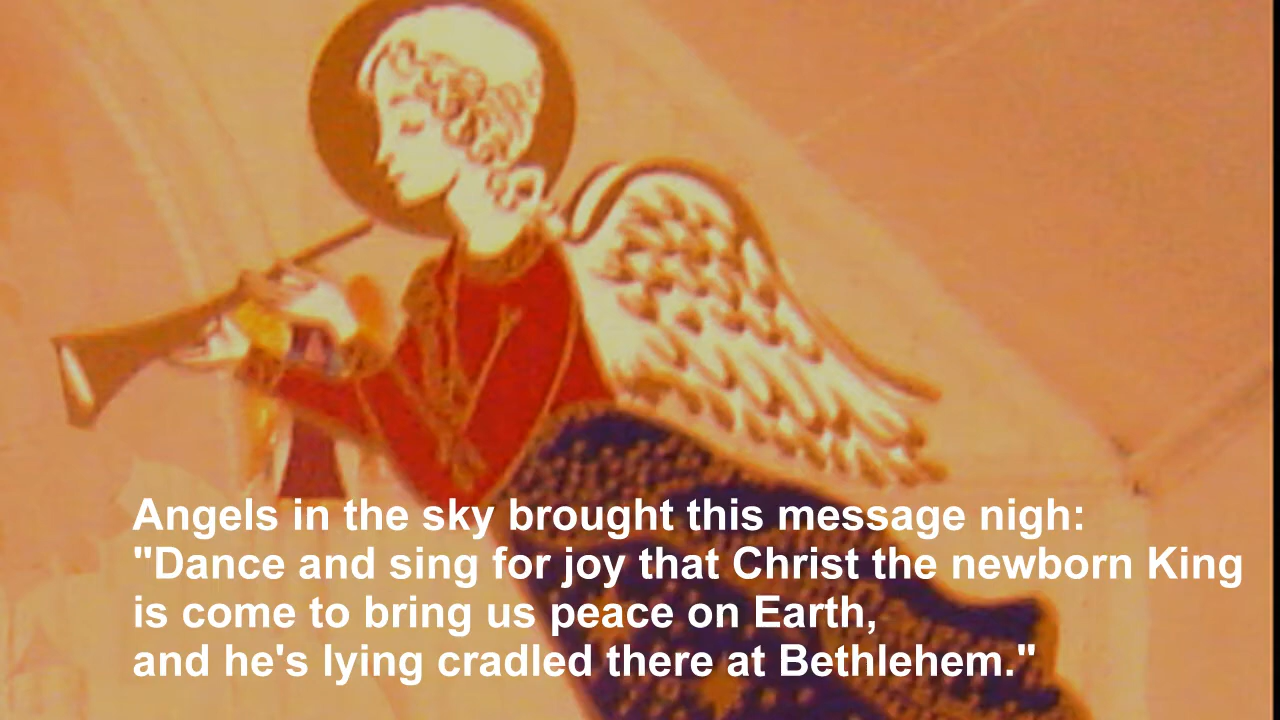 Angels in the sky brought this message nigh:
"Dance and sing for joy that Christ the newborn King
is come to bring us peace on Earth,
and he's lying cradled there at Bethlehem."